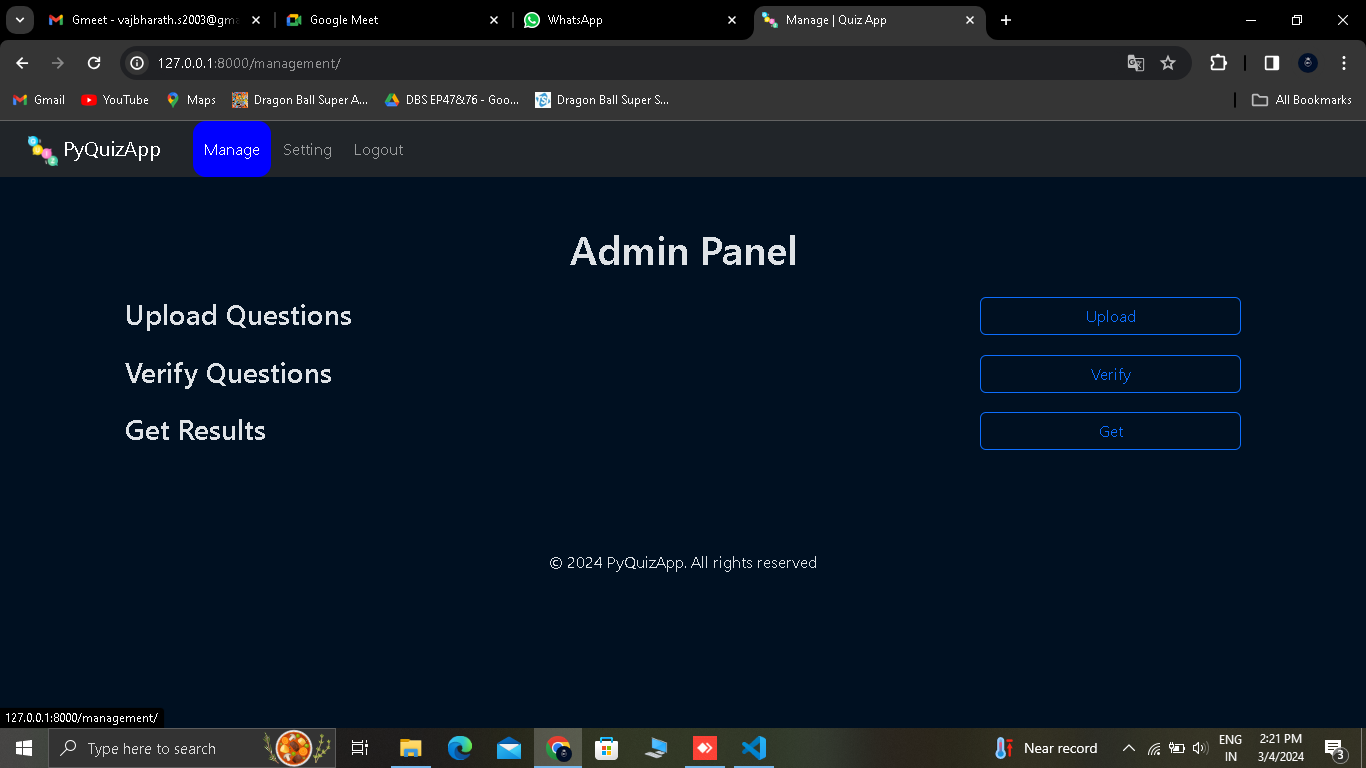 Gmeet - vajbharath.s2003@gma
Google Meet
WhatsApp
Manage | Quiz App
127.0.0.1:8000/management/
Gmail
YouTube
Maps
Dragon Ball Super A...
DBS EP47&76 - Goo...
Dragon Ball Super S...
All Bookmarks
PyQuizApp
Manage
Setting
Logout
Admin Panel
Upload Questions
Upload
Verify Questions
Verify
Get Results
Get
© 2024 PyQuizApp. All rights reserved
127.0.0.1:8000/management/
Type here to search
Near record
ENG
IN
2:21 PM
3/4/2024
3